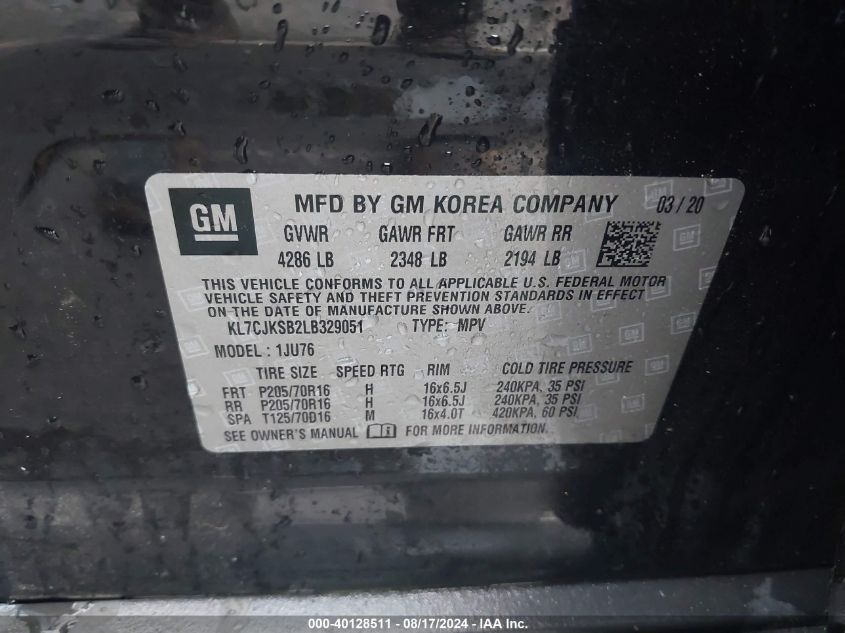 GM
MFD BY GM KOREA COMPANY 03/20
GVWR GAWR FRT GAWR RR
4286 LB 2348 LB 2194 LB
THIS VEHICLE CONFORMS TO ALL APPLICABLE U.S. FEDERAL MOTOR
VEHICLE SAFETY AND THEFT PREVENTION STANDARDS IN EFFECT
ON THE DATE OF MANUFACTURE SHOWN ABOVE.
KL7CJKSB2LB329051 TYPE: MPV
MODEL : 1JU76
TIRE SIZE SPEED RTG RIM COLD TIRE PRESSURE
FRT P205/70R16 H 16x6.5J 240KPA, 35 PSI
RR P205/70R16 H 16x6.5J 240KPA, 35 PSI
SPA T125/70D16 M 16x4.0T 420KPA, 60 PSI
SEE OWNER'S MANUAL FOR MORE INFORMATION.
000-40128511 - 08/17/2024 - IAA Inc.